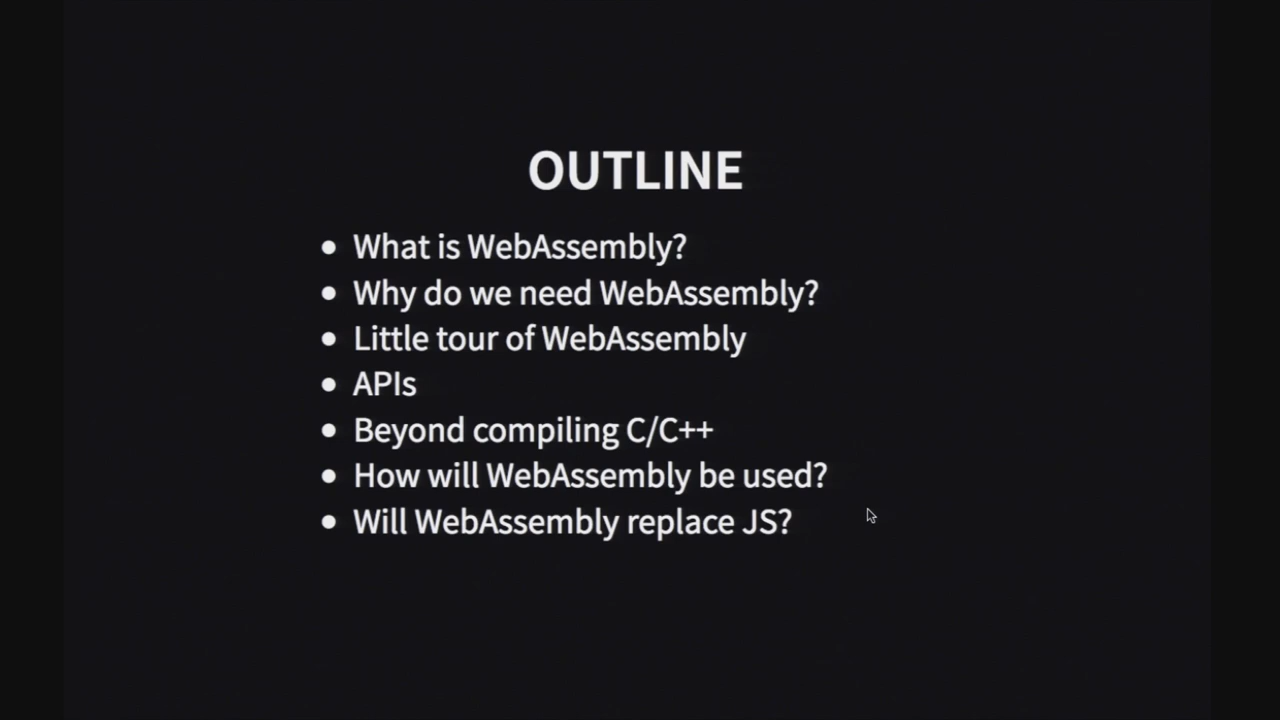 OUTLINE
• What is WebAssembly?
• Why do we need WebAssembly?
• Little tour of WebAssembly
• APIs
• Beyond compiling C/C++
• How will WebAssembly be used?
• Will WebAssembly replace JS?